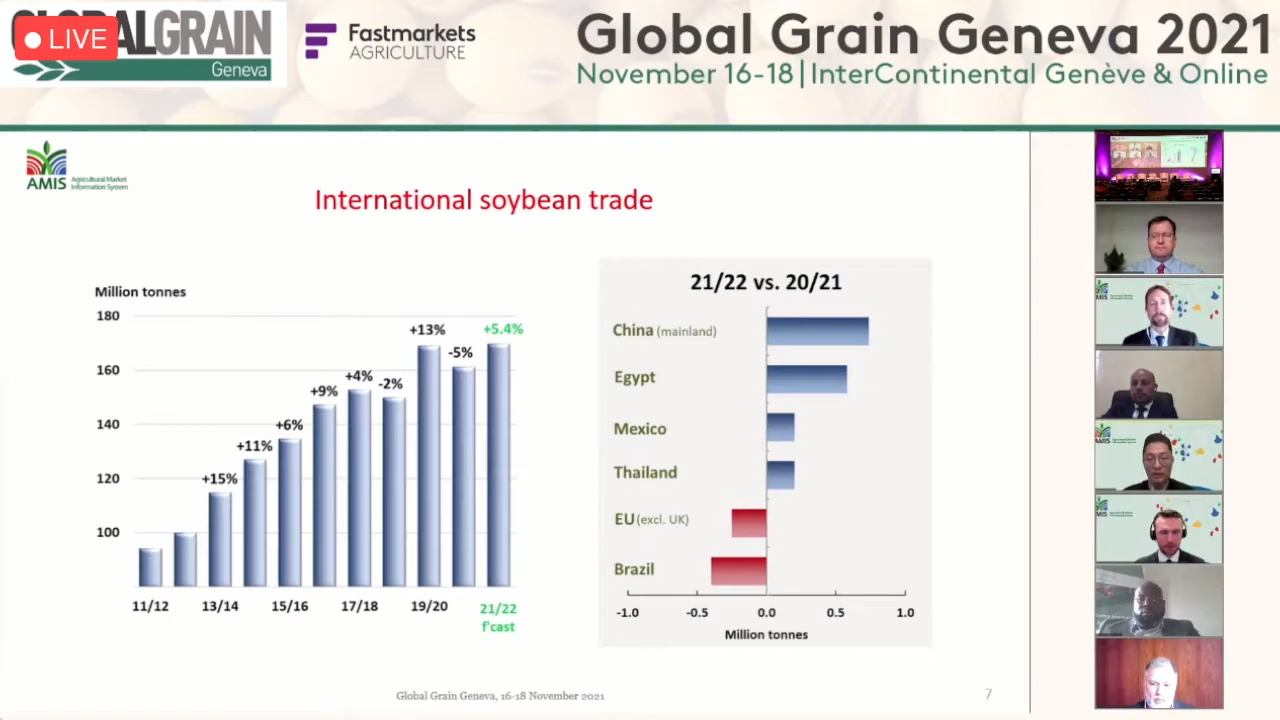 GLOBALGRAIN
LIVE
Geneva
Fastmarkets
AGRICULTURE
Global Grain Geneva 2021
November 16-18|InterContinental Genève & Online
AMIS
Agricultural Market
Information System
International soybean trade
Million tonnes
180
160
140
120
100
+15%
+11%
+6%
+9%
+4%
-2%
+13%
-5%
+5.4%
11/12
13/14
15/16
17/18
19/20
21/22
f'cast
21/22 vs. 20/21
China (mainland)
Egypt
Mexico
Thailand
EU (excl. UK)
Brazil
-1.0
-0.5
0.0
0.5
1.0
Million tonnes
Global Grain Geneva, 16-18 November 2021
7